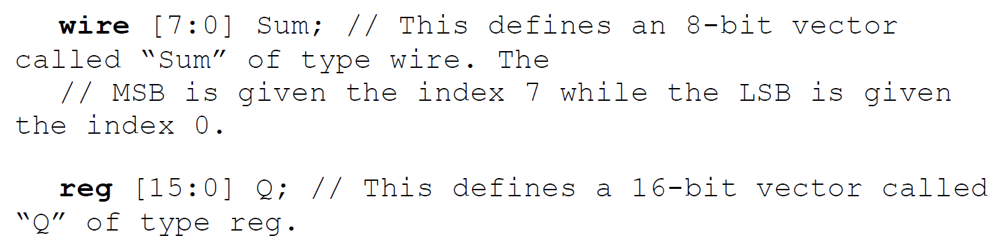 wire [7:0] Sum; // This defines an 8-bit vector
called “Sum” of type wire. The
// MSB is given the index 7 while the LSB is given
the index 0.
reg [15:0] Q; // This defines a 16-bit vector called
“Q” of type reg.